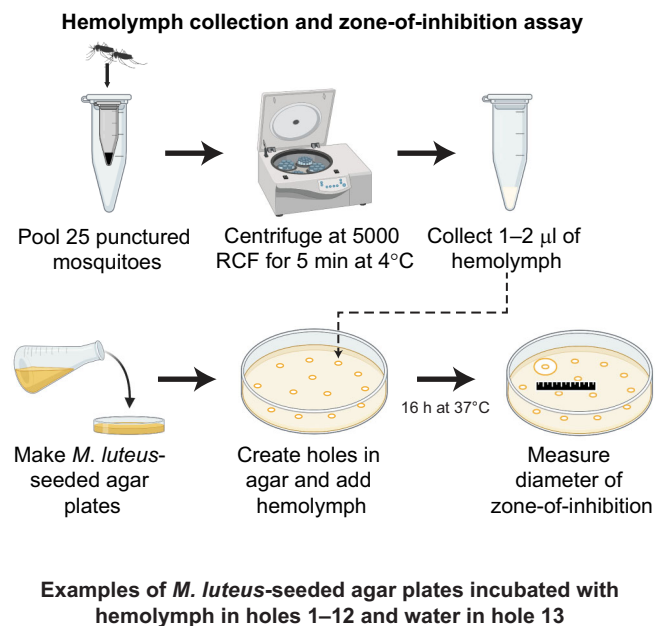 Hemolymph collection and zone-of-inhibition assay
Pool 25 punctured
mosquitoes
Centrifuge at 5000
RCF for 5 min at 4°C
Collect 1–2 μl of
hemolymph
16 h at 37°C
Make M. luteus-
seeded agar
plates
Create holes in
agar and add
hemolymph
Measure
diameter of
zone-of-inhibition
Examples of M. luteus-seeded agar plates incubated with
hemolymph in holes 1–12 and water in hole 13